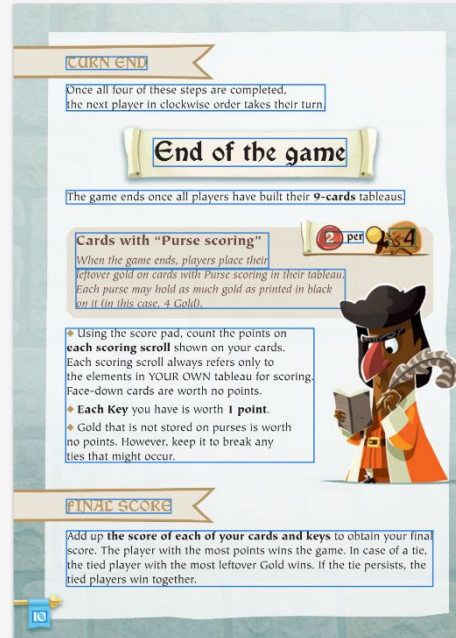 TURN END
Once all four of these steps are completed,
the next player in clockwise order takes their turn.
End of the game
The game ends once all players have built their 9-cards tableaus.
2 per 4
Cards with “Purse scoring”
When the game ends, players place their
leftover gold on cards with Purse scoring in their tableau.
Each purse may hold as much gold as printed in black
on it (in this case, 4 Gold).
◆ Using the score pad, count the points on
each scoring scroll shown on your cards.
Each scoring scroll always refers only to
the elements in YOUR OWN tableau for scoring.
Face-down cards are worth no points.
◆ Each Key you have is worth 1 point.
◆ Gold that is not stored on purses is worth
no points. However, keep it to break any
ties that might occur.
FINAL SCORE
Add up the score of each of your cards and keys to obtain your final
score. The player with the most points wins the game. In case of a tie,
the tied player with the most leftover Gold wins. If the tie persists, the
tied players win together.
10